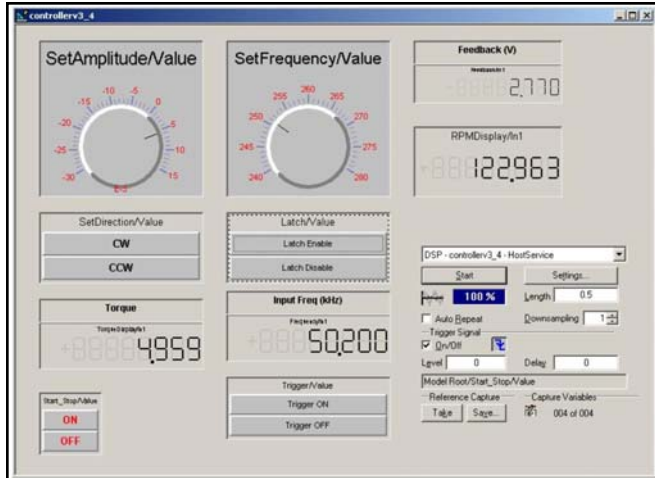 controllerv3_4
SetAmplitude/Value
-30
-25
-20
-15
-10
-5
0
5
10
15
SetFrequency/Value
240
245
250
255
260
265
270
275
280
Feedback (V)
Feedback/In1
2.770
RPMDisplay/In1
122.963
SetDirection/Value
CW
CCW
Latch/Value
Latch Enable
Latch Disable
Torque
TorqueDisplay/In1
4.959
Input Freq (kHz)
50.200
Start_Stop/Value
ON
OFF
Trigger/Value
Trigger ON
Trigger OFF
DSP - controllerv3_4 - HostService
Start
Settings...
100 %
Length 0.5
Auto Repeat
Downsampling 1
Trigger Signal
On/Off
Level 0
Delay 0
Model Root/Start_Stop/Value
Reference Capture
Capture Variables
Take
Save...
004 of 004